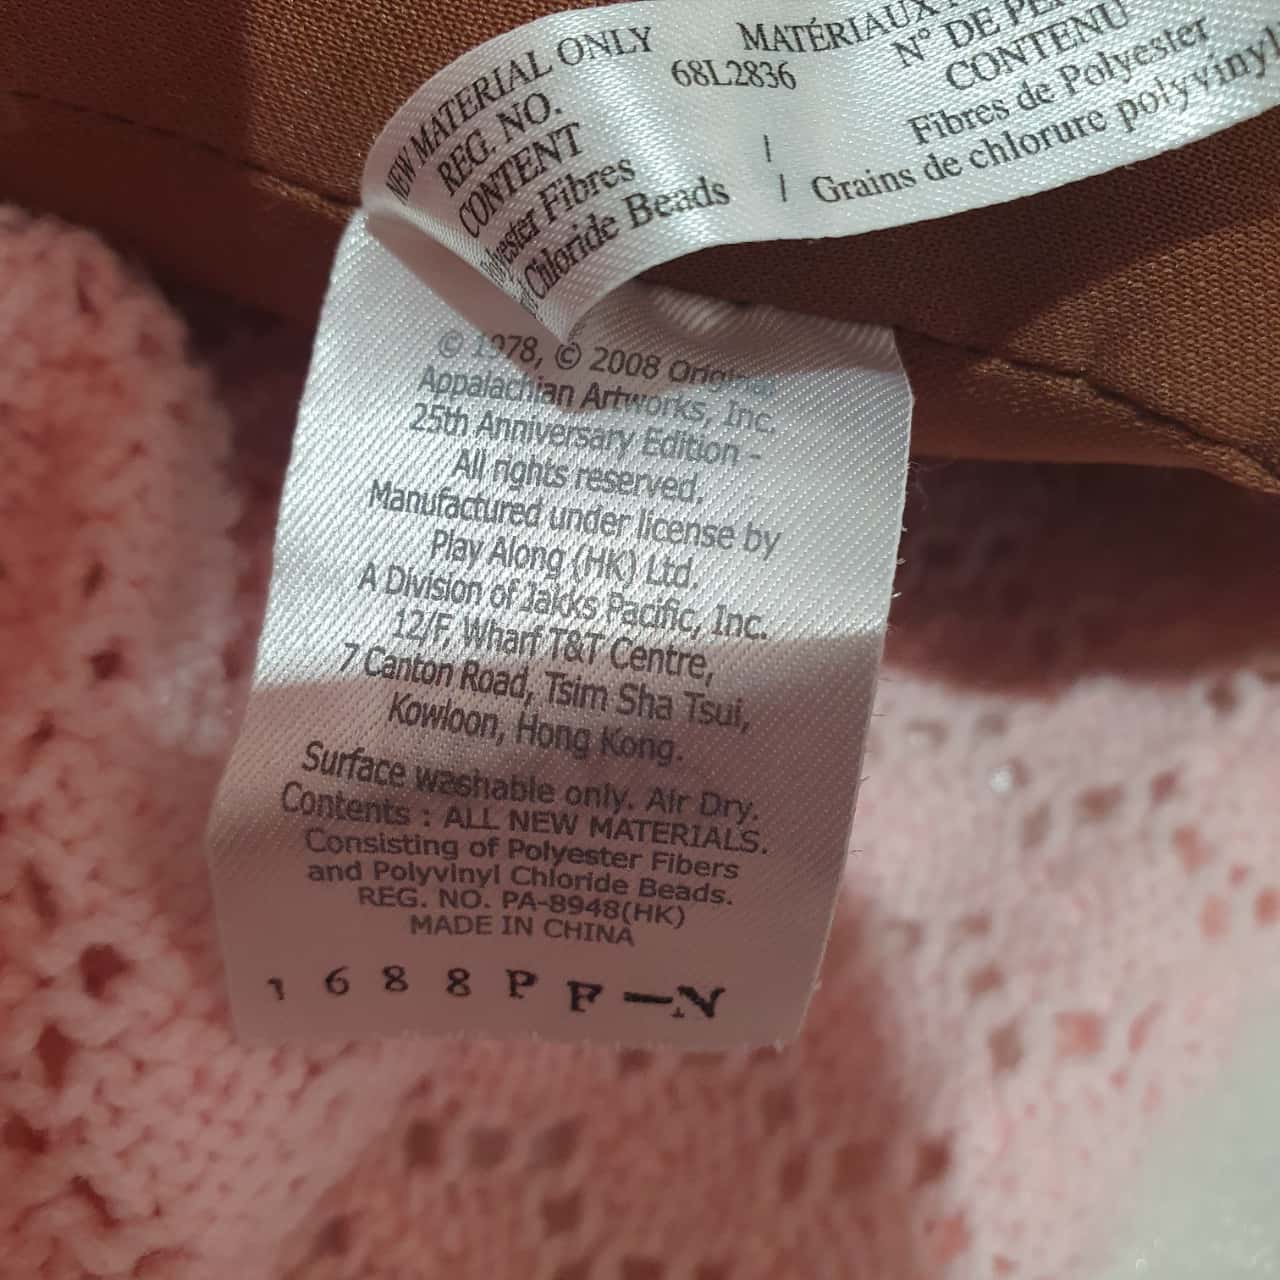 NEW MATERIAL ONLY
REG. NO.
CONTENT
Fibres
Chloride Beads
68L2836
MATÉRIAUX
N° DE
CONTENU
Fibres de Polyester
Grains de chlorure polyvinyl
© 1978, © 2008 Original
Appalachian Artworks, Inc.
25th Anniversary Edition -
All rights reserved.
Manufactured under license by
Play Along (HK) Ltd.
A Division of Jakks Pacific, Inc.
12/F, Wharf T&T Centre,
7 Canton Road, Tsim Sha Tsui,
Kowloon, Hong Kong.
Surface washable only. Air Dry.
Contents : ALL NEW MATERIALS.
Consisting of Polyester Fibers
and Polyvinyl Chloride Beads.
REG. NO. PA-8948(HK)
MADE IN CHINA
1688PF-N